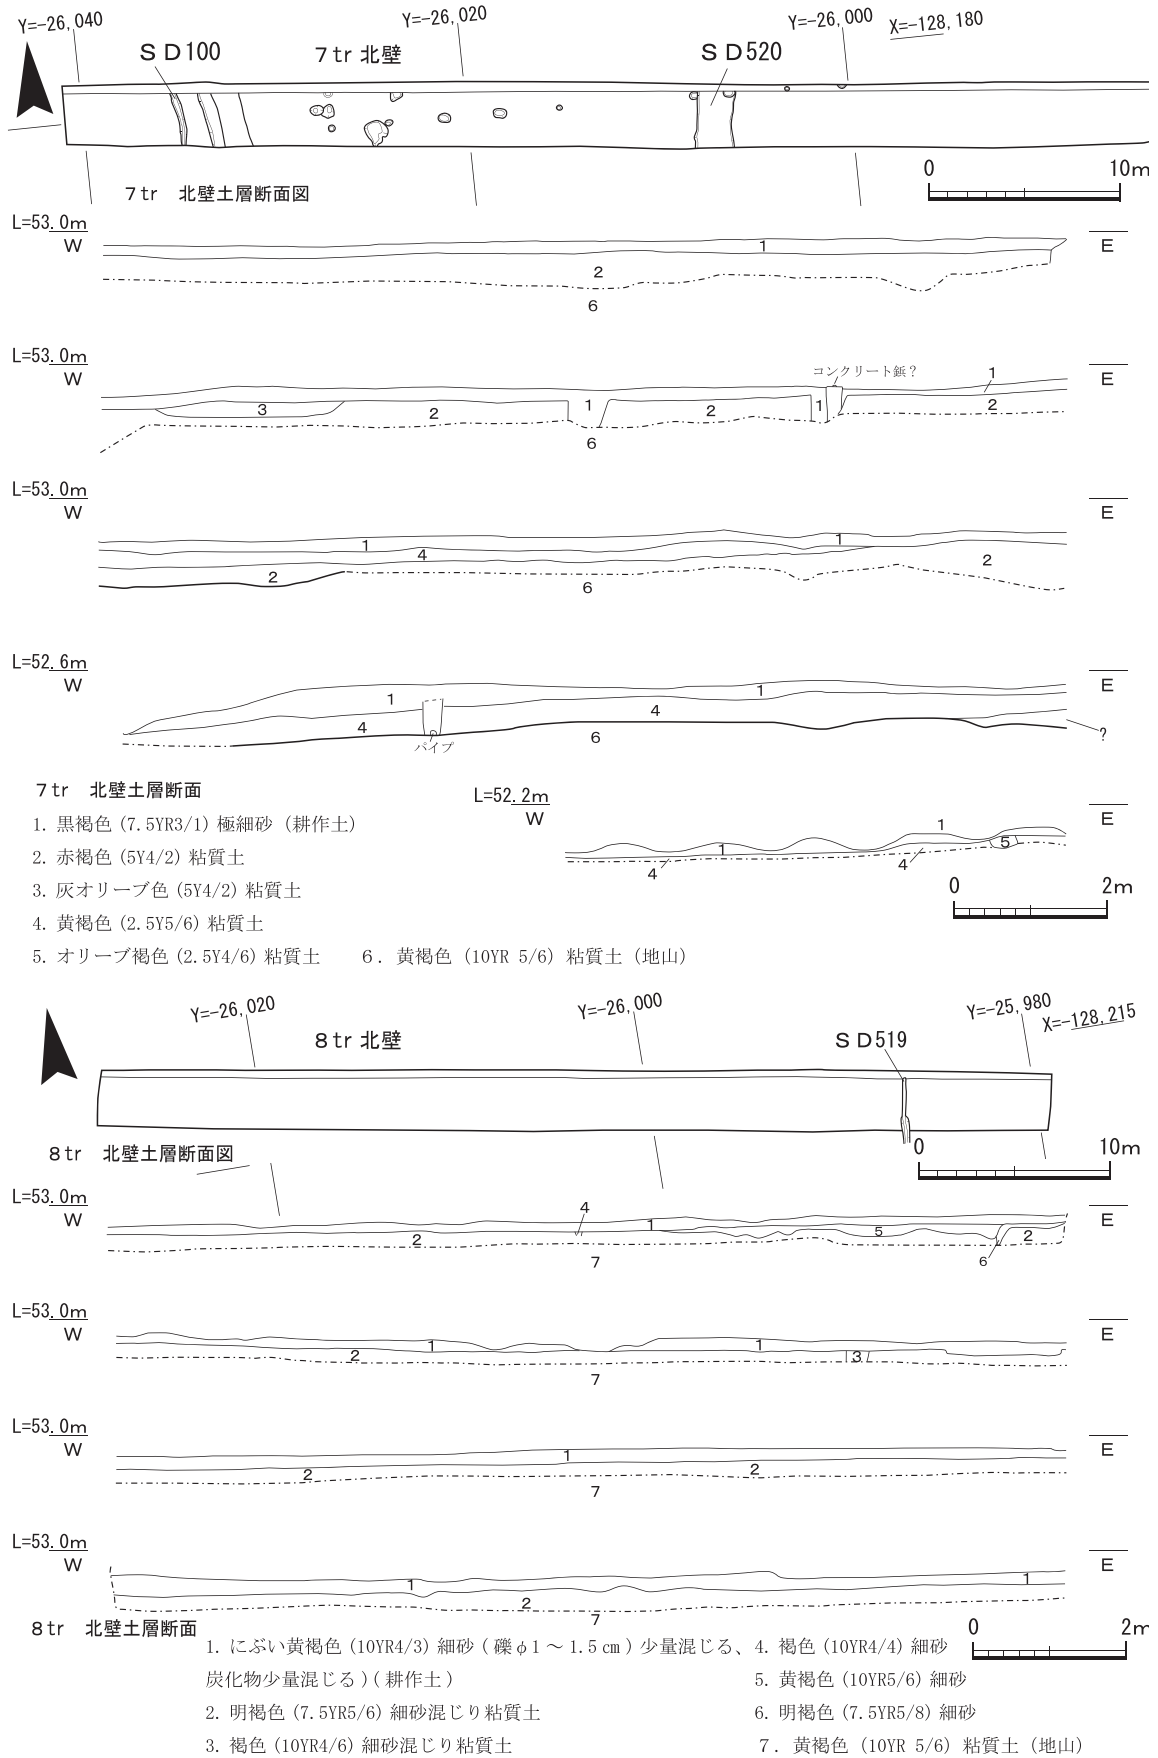 Y=-26,040
Y=-26,020
Y=-26,000
X=-128,180
ＳＤ100
７tr 北壁
ＳＤ520
0 10m
７tr　北壁土層断面図
L=53.0m
W
E
1
2
6
L=53.0m
W
E
コンクリート鋲？
1
3
2
1
2
1
2
6
L=53.0m
W
E
1
4
1
2
2
6
L=52.6m
W
E
1
1
4
4
6
パイプ
?
７tr　北壁土層断面
1. 黒褐色 (7.5YR3/1) 極細砂（耕作土）
2. 赤褐色 (5Y4/2) 粘質土
3. 灰オリーブ色 (5Y4/2) 粘質土
4. 黄褐色 (2.5Y5/6) 粘質土
5. オリーブ褐色 (2.5Y4/6) 粘質土　６. 黄褐色（10YR 5/6）粘質土（地山）
L=52.2m
W
E
1
1
5
4
4
0 2m
Y=-26,020
Y=-26,000
Y=-25,980
X=-128,215
８tr 北壁
ＳＤ519
0 10m
８tr　北壁土層断面図
L=53.0m
W
E
4
1
2
5
2
6
7
L=53.0m
W
E
1
1
2
3
7
L=53.0m
W
E
1
2
2
7
L=53.0m
W
E
1
1
2
7
0 2m
８tr　北壁土層断面
1. にぶい黄褐色 (10YR4/3) 細砂 ( 礫φ1 ～ 1.5 ㎝ ) 少量混じる、
炭化物少量混じる ) ( 耕作土 )
2. 明褐色 (7.5YR5/6) 細砂混じり粘質土
3. 褐色 (10YR4/6) 細砂混じり粘質土
4. 褐色 (10YR4/4) 細砂
5. 黄褐色 (10YR5/6) 細砂
6. 明褐色 (7.5YR5/8) 細砂
７. 黄褐色（10YR 5/6）粘質土（地山）